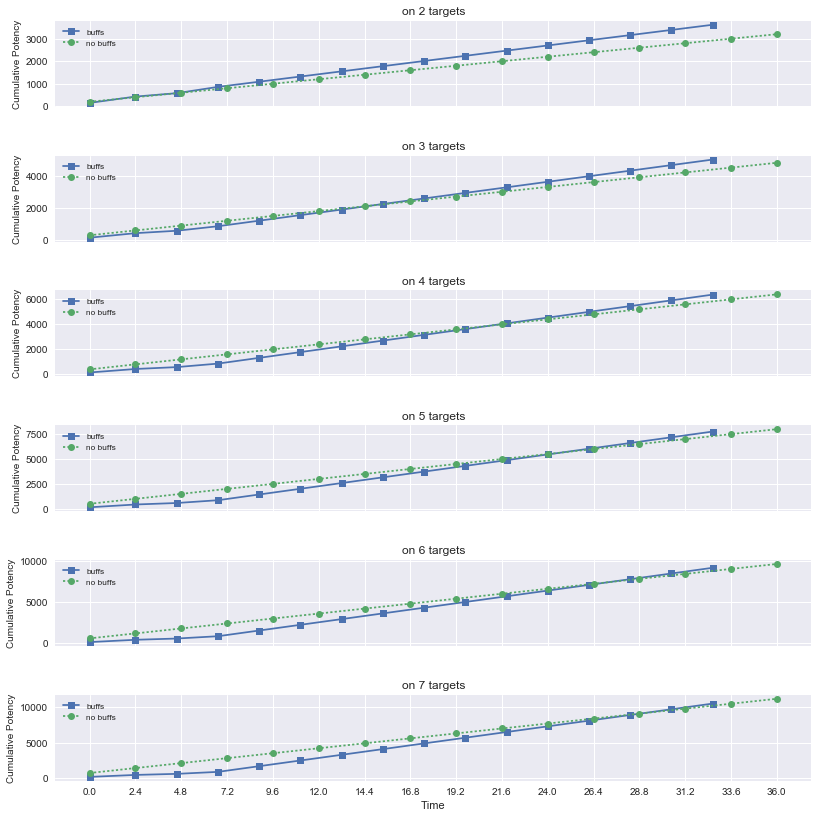 on 2 targets
Cumulative Potency
buffs
no buffs
3000
2000
1000
0
on 3 targets
Cumulative Potency
buffs
no buffs
4000
2000
0
on 4 targets
Cumulative Potency
buffs
no buffs
6000
4000
2000
0
on 5 targets
Cumulative Potency
buffs
no buffs
7500
5000
2500
0
on 6 targets
Cumulative Potency
buffs
no buffs
10000
5000
0
on 7 targets
Cumulative Potency
buffs
no buffs
10000
5000
0
0.0 2.4 4.8 7.2 9.6 12.0 14.4 16.8 19.2 21.6 24.0 26.4 28.8 31.2 33.6 36.0
Time